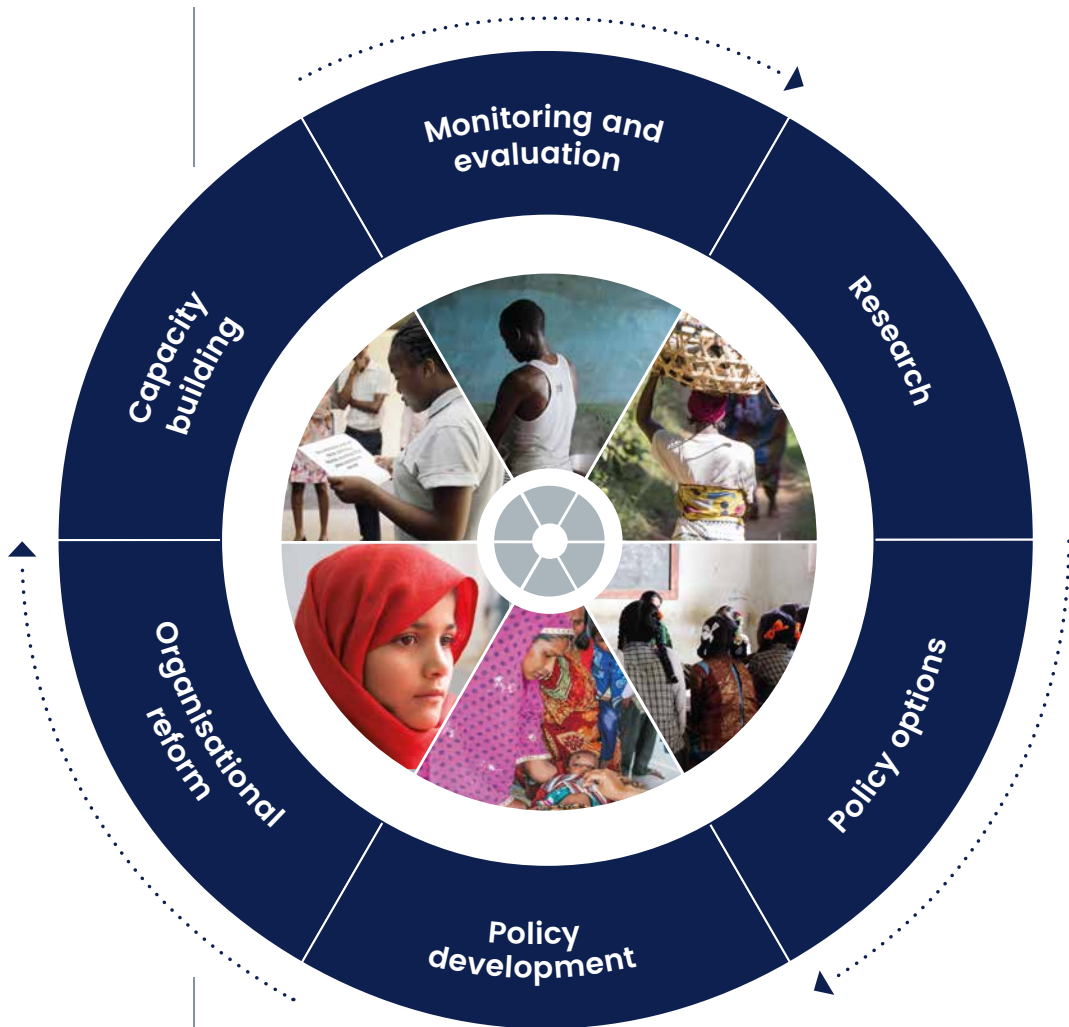 Monitoring and
evaluation
Research
Policy options
Policy
development
Organisational
reform
Capacity
building